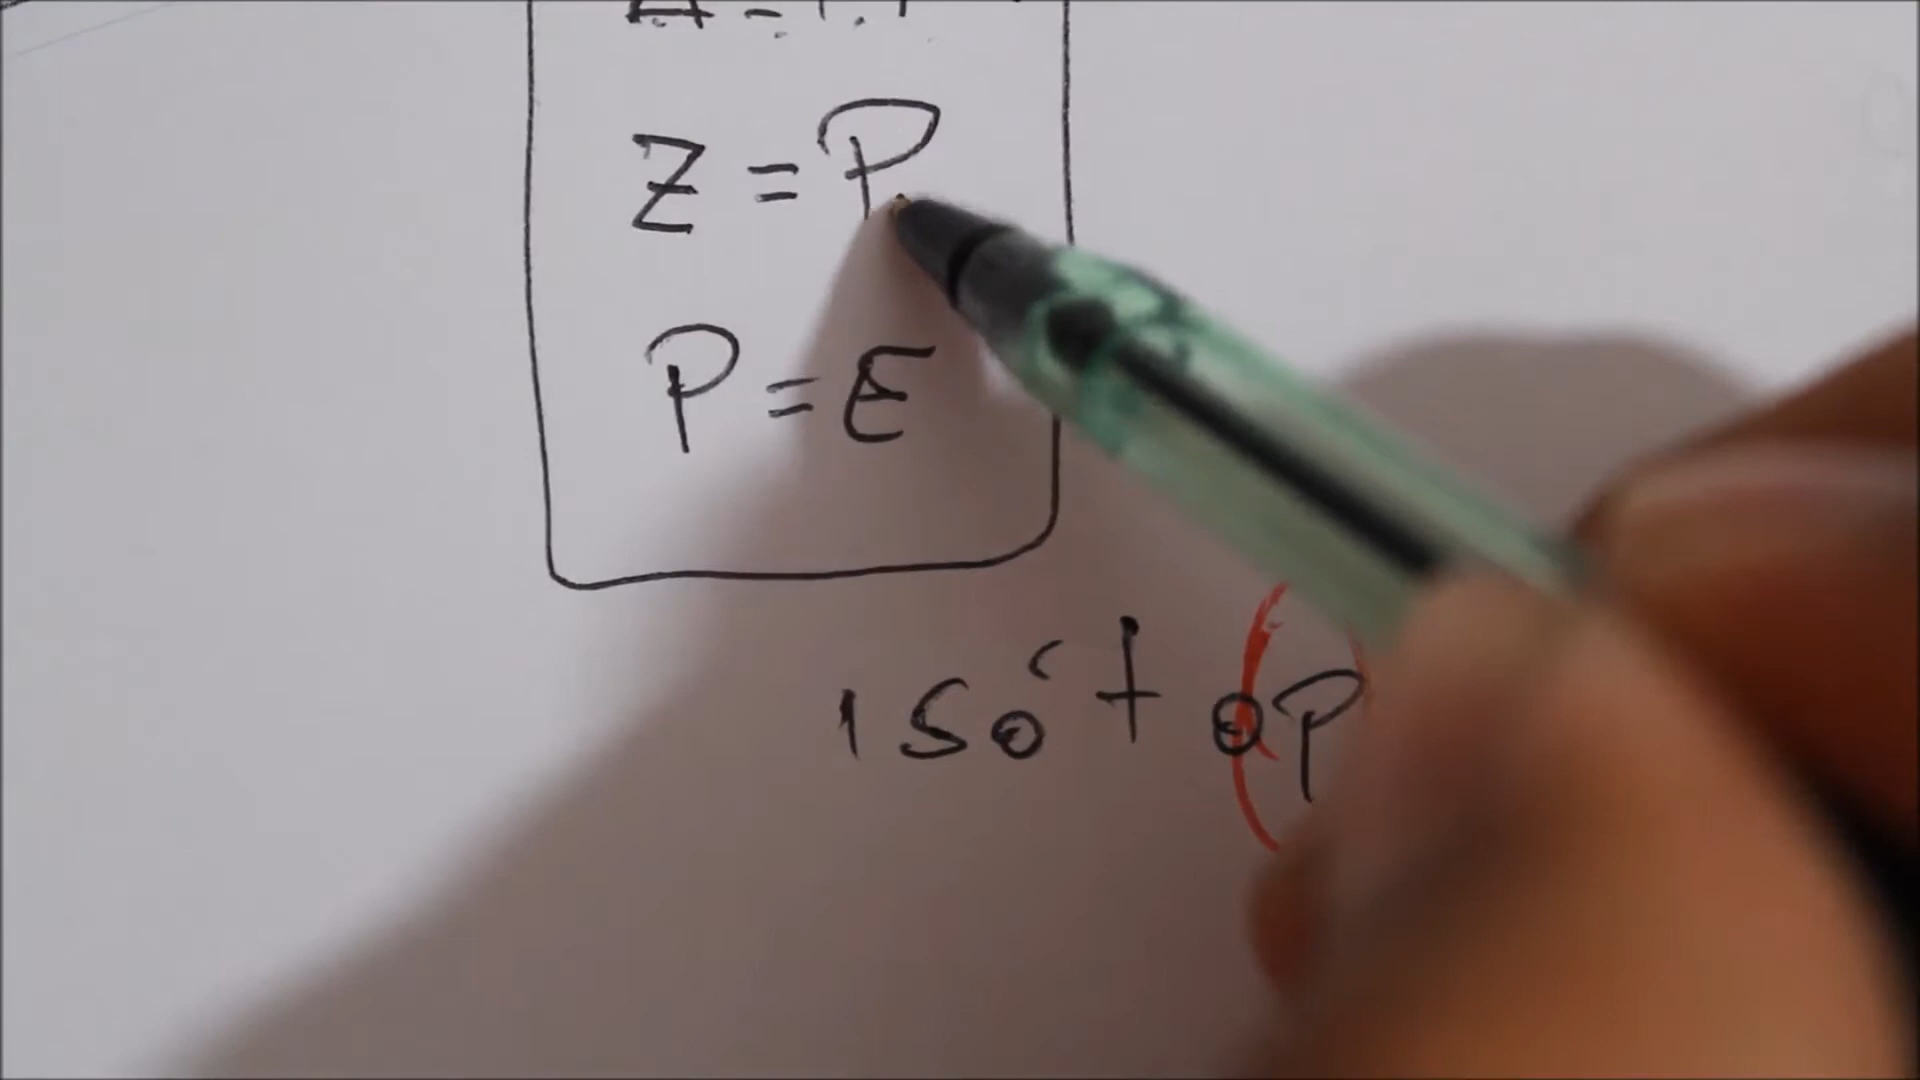 Z = P
P = E
ISÓTOP